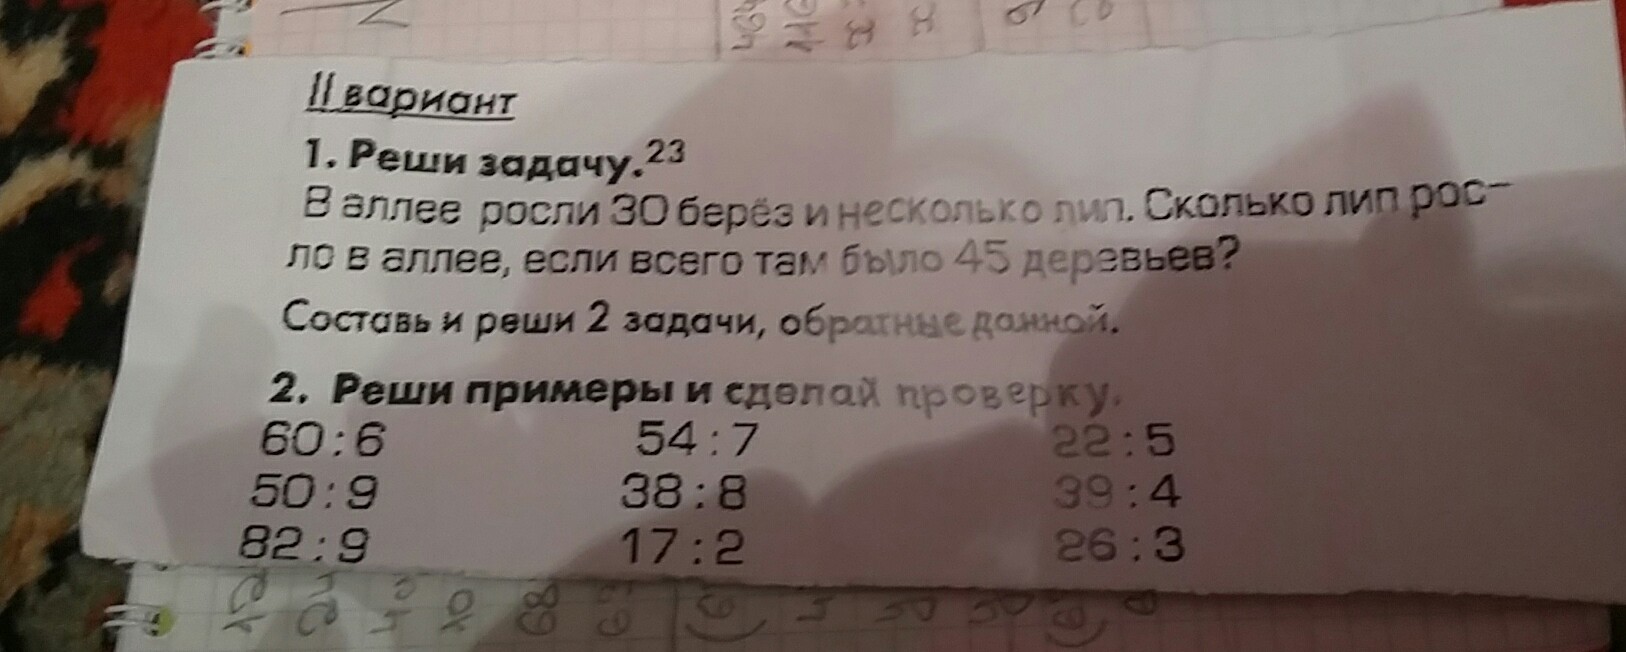 II вариант
1. Реши задачу.23
В аллее росли 30 берёз и несколько лип. Сколько лип рос-
ло в аллее, если всего там было 45 деревьев?
Составь и реши 2 задачи, обратные данной.
2. Реши примеры и сделай проверку.
60 : 6 54 : 7 22 : 5
50 : 9 38 : 8 39 : 4
82 : 9 17 : 2 26 : 3